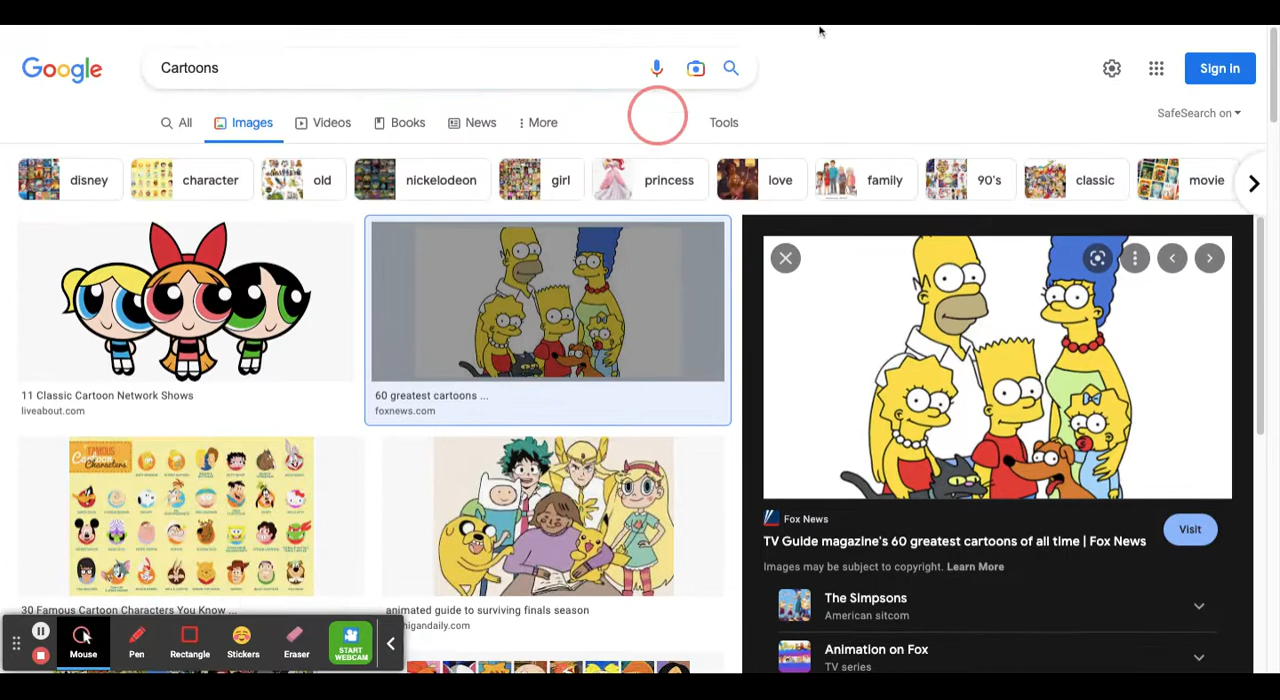 Google
Cartoons
Sign in
All
Images
Videos
Books
News
More
Tools
SafeSearch on
disney
character
old
nickelodeon
girl
princess
love
family
90's
classic
movie
11 Classic Cartoon Network Shows
liveabout.com
60 greatest cartoons ...
foxnews.com
FAMOUS
Cartoon Characters
30 Famous Cartoon Characters You Know ...
animated guide to surviving finals season
higandaily.com
Fox News
Visit
TV Guide magazine's 60 greatest cartoons of all time | Fox News
Images may be subject to copyright. Learn More
The Simpsons
American sitcom
Animation on Fox
TV series
Mouse
Pen
Rectangle
Stickers
Eraser
START
WEBCAM